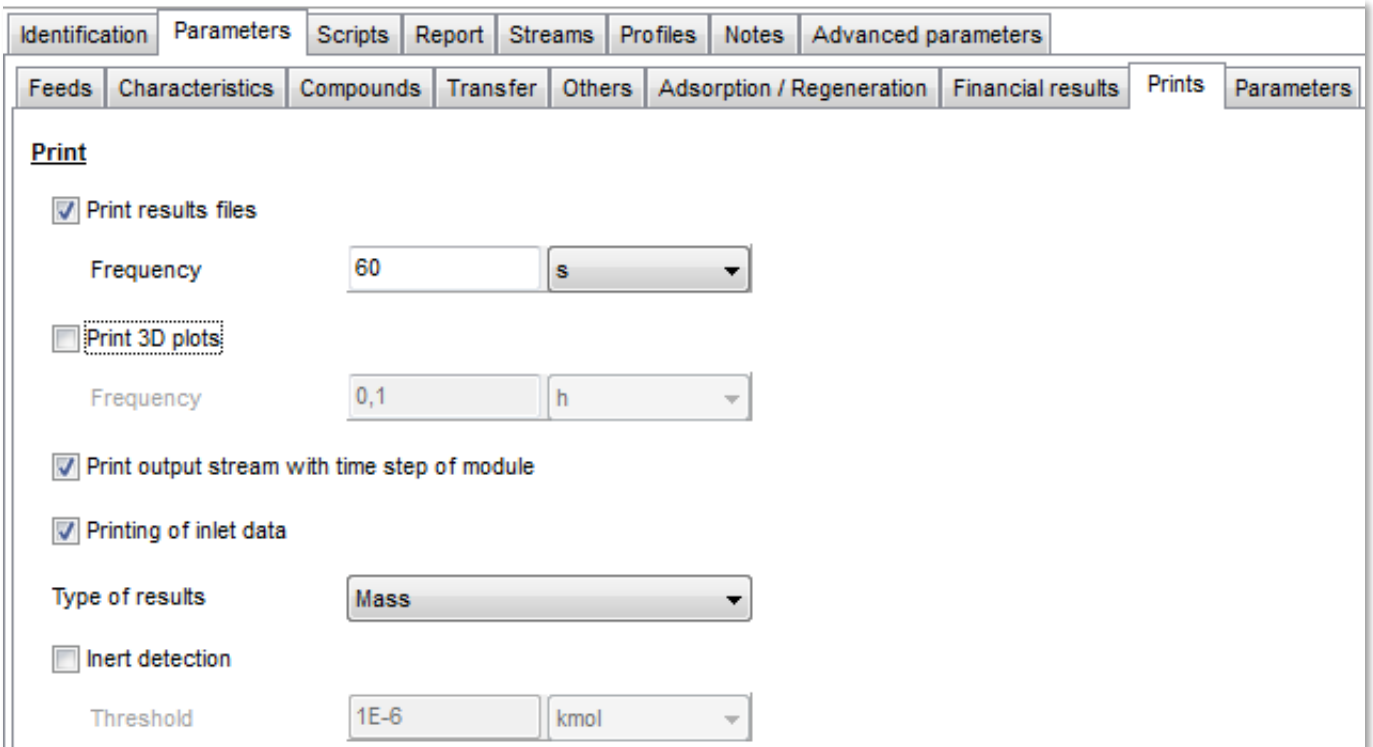 Identification Parameters Scripts Report Streams Profiles Notes Advanced parameters
Feeds Characteristics Compounds Transfer Others Adsorption / Regeneration Financial results Prints Parameters
Print
Print results files
Frequency 60 s
Print 3D plots
Frequency 0,1 h
Print output stream with time step of module
Printing of inlet data
Type of results Mass
Inert detection
Threshold 1E-6 kmol